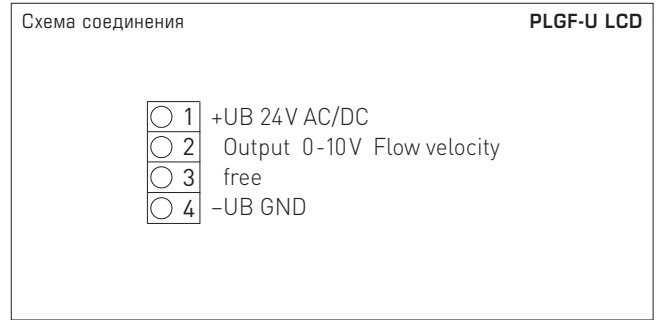 Схема соединения PLGF-U LCD
1 +UB 24V AC/DC
2 Output 0-10V Flow velocity
3 free
4 –UB GND